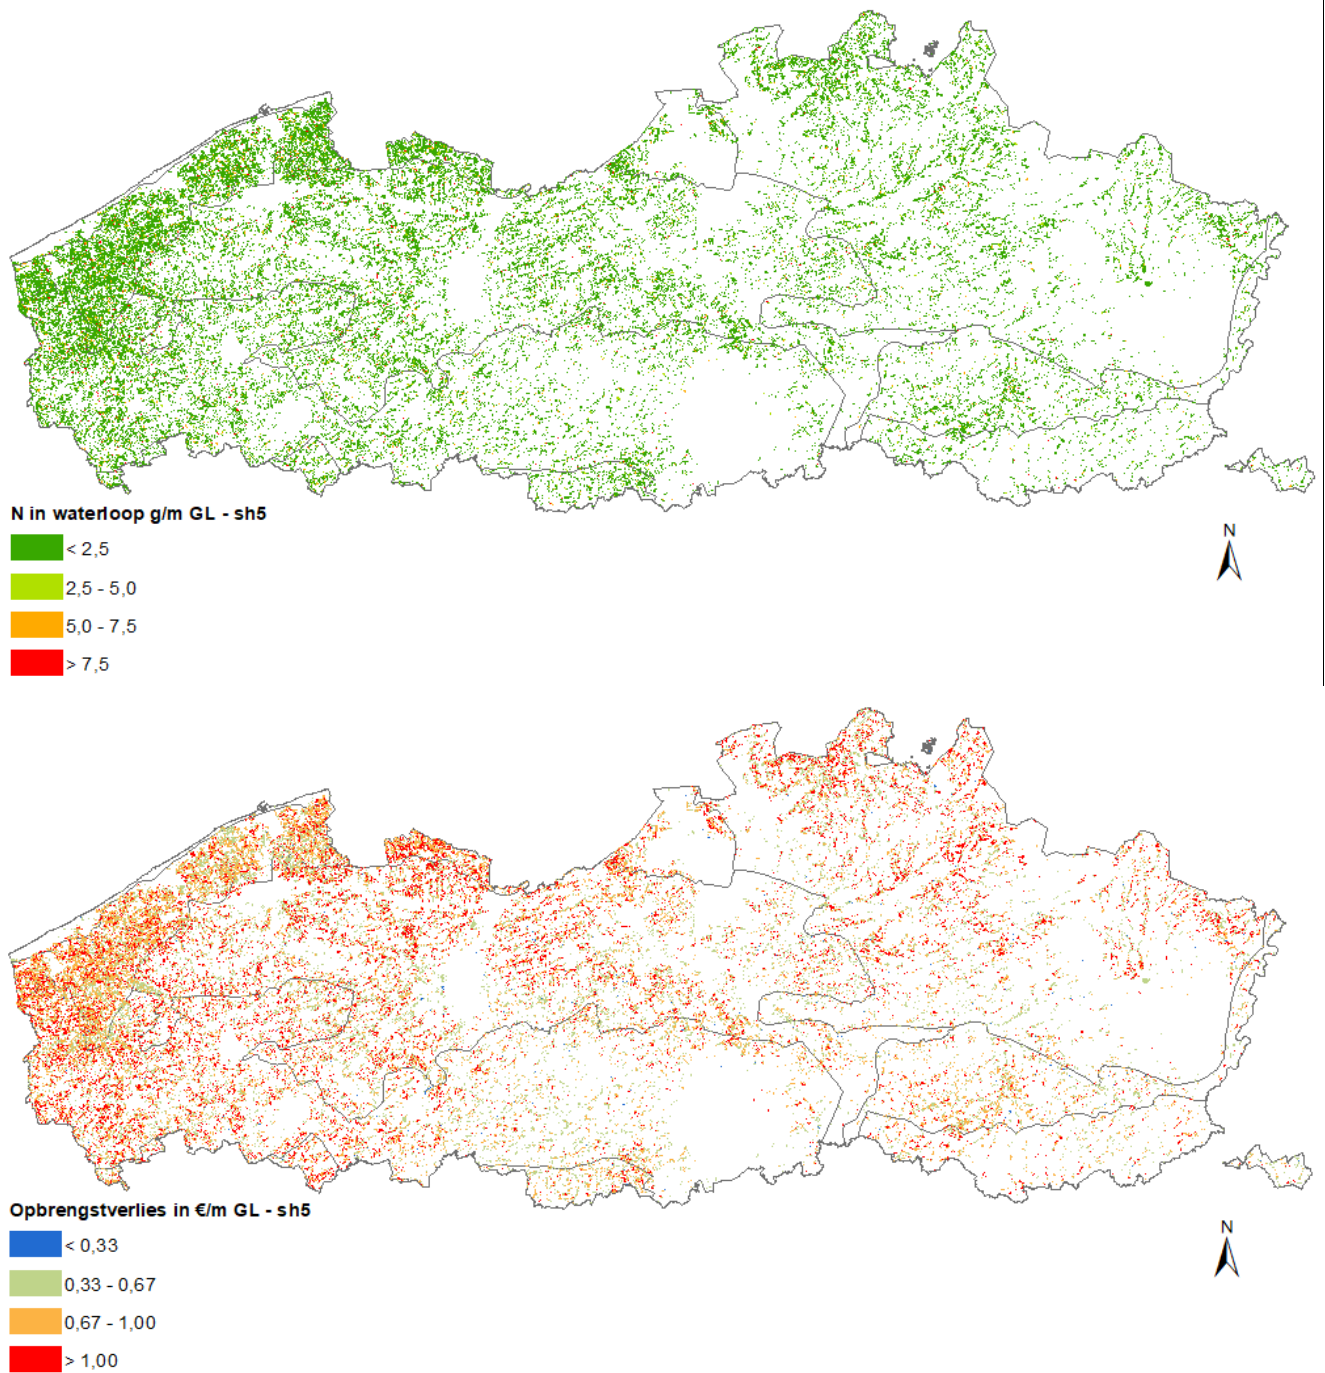 N in waterloop g/m GL - sh5
< 2,5
2,5 - 5,0
5,0 - 7,5
> 7,5
N
Opbrengstverlies in €/m GL - sh5
< 0,33
0,33 - 0,67
0,67 - 1,00
> 1,00
N